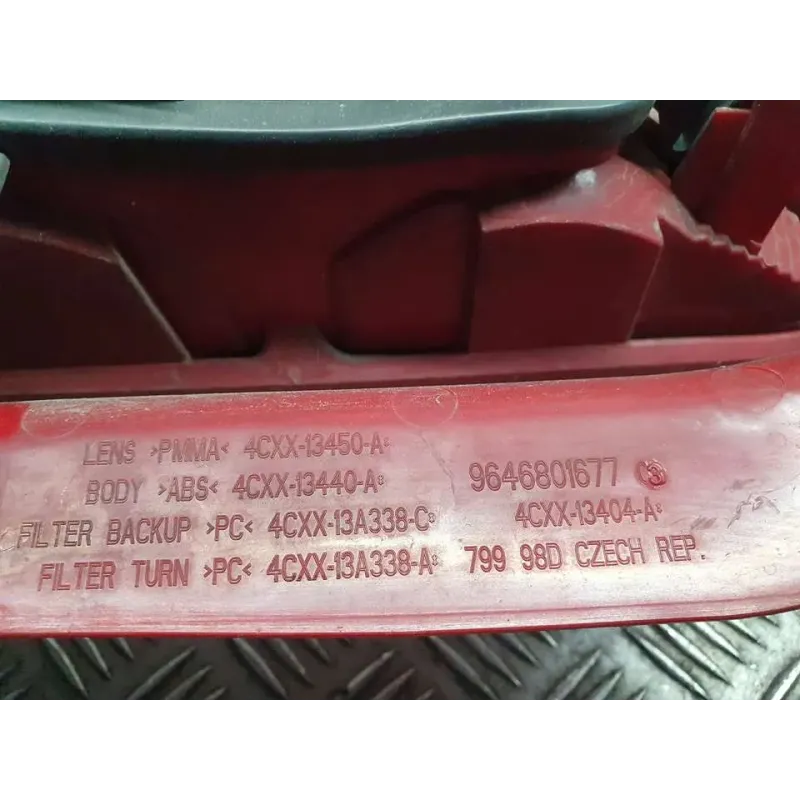 LENS >PMMA< 4CXX-13450-A
BODY >ABS< 4CXX-13440-A
FILTER BACKUP >PC< 4CXX-13A338-C
FILTER TURN >PC< 4CXX-13A338-A
9646801677 3
4CXX-13404-A
799 98D CZECH REP.